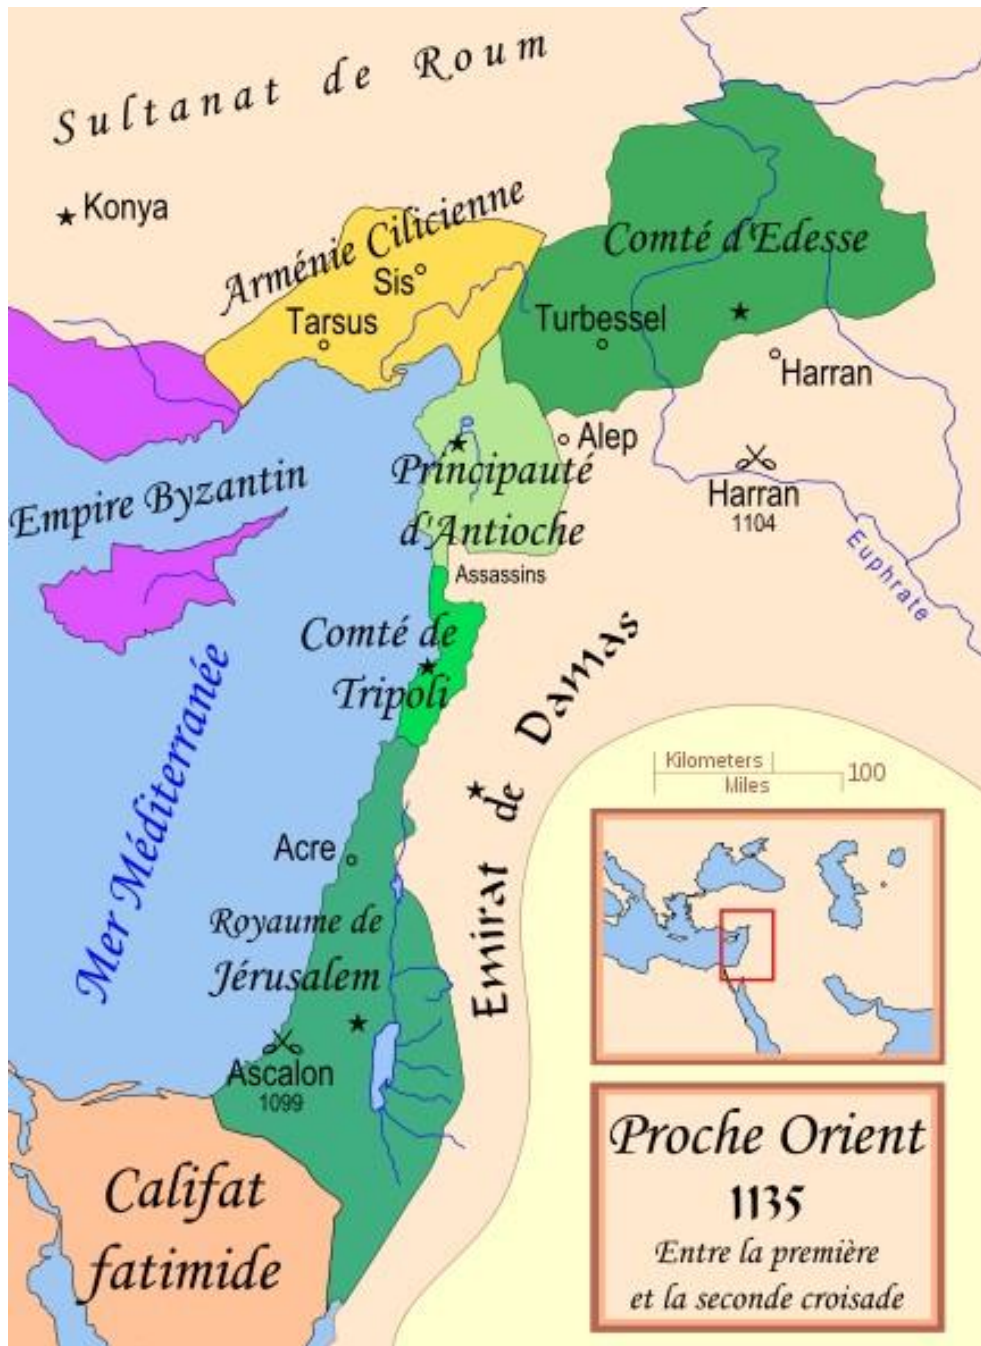 Sultanat de Roum
Konya
Arménie Cilicienne
Sis
Tarsus
Comté d'Edesse
Turbessel
Harran
Alep
Principauté
d'Antioche
Harran
1104
Empire Byzantin
Euphrate
Assassins
Comté de
Tripoli
Mer Méditerranée
Emirat de Damas
Kilometers
Miles
100
Acre
Royaume de
Jérusalem
Ascalon
1099
Califat
fatimide
Proche Orient
1135
Entre la première
et la seconde croisade